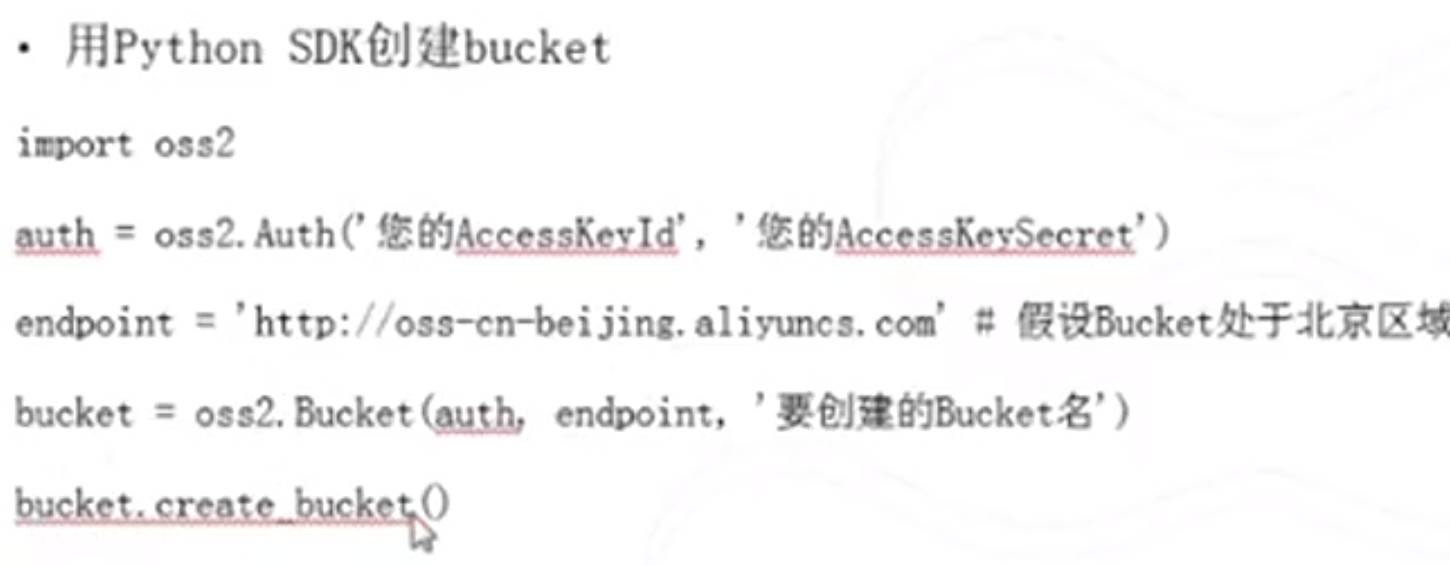 • 用Python SDK创建bucket
import oss2
auth = oss2.Auth('您的AccessKeyId', '您的AccessKeySecret')
endpoint = 'http://oss-cn-beijing.aliyuncs.com' # 假设Bucket处于北京区域
bucket = oss2.Bucket(auth, endpoint, '要创建的Bucket名')
bucket.create_bucket()